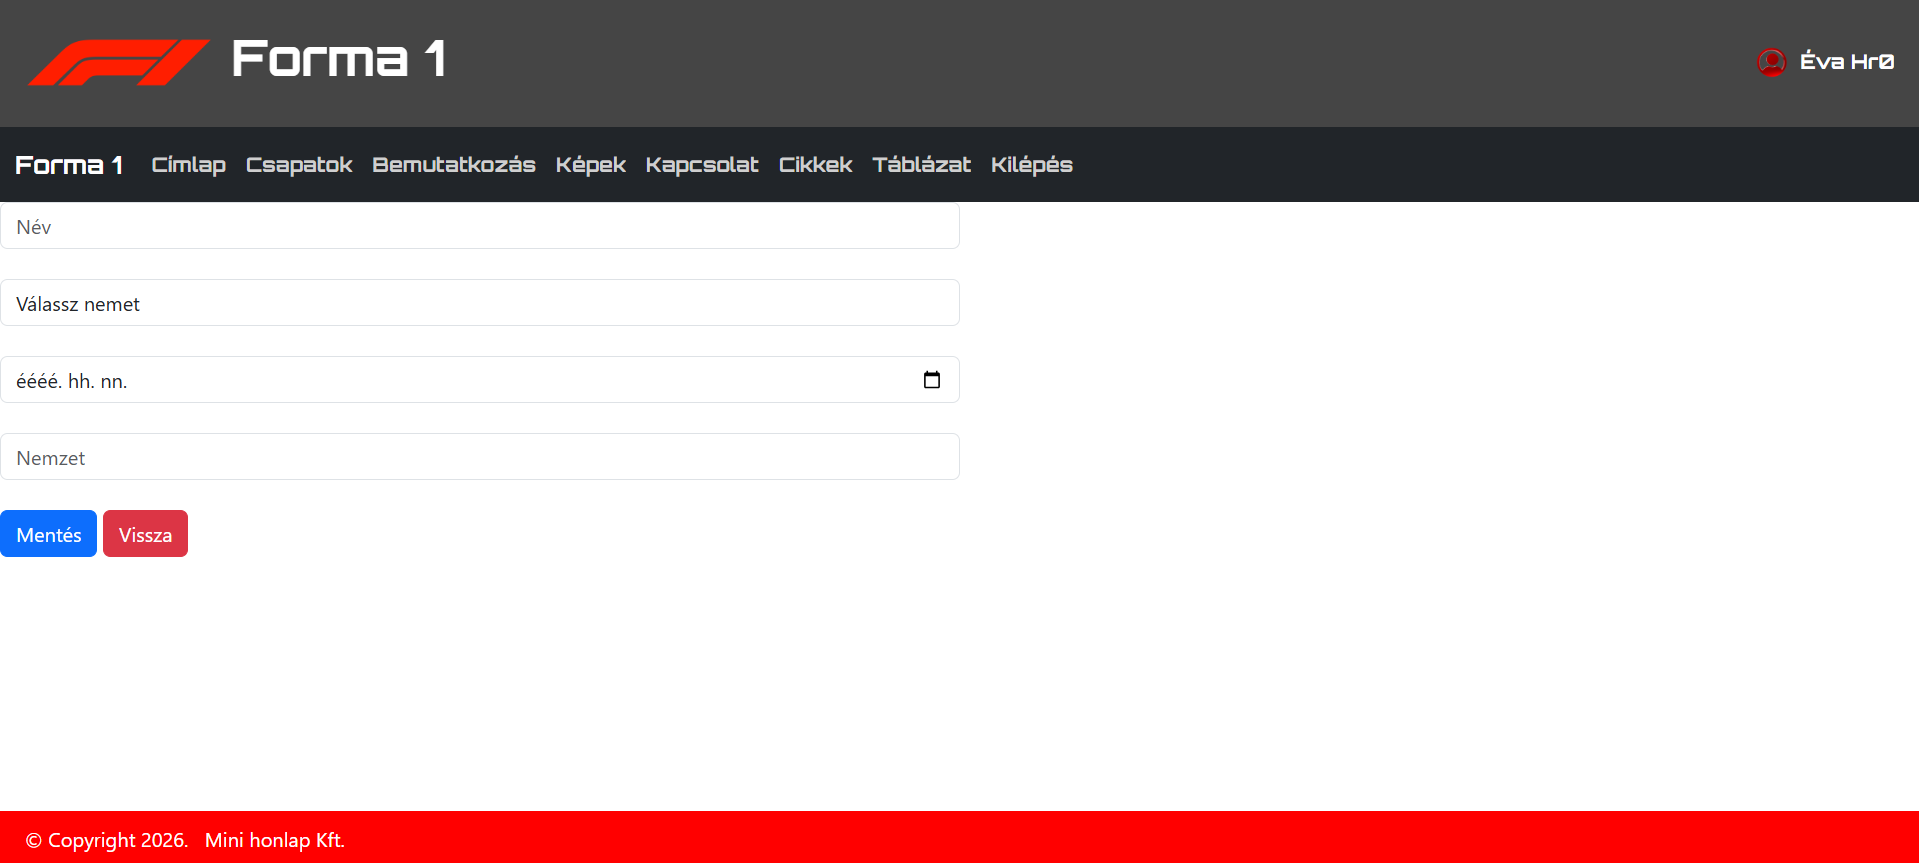 Forma 1
Éva Hr0
Forma 1 Címlap Csapatok Bemutatkozás Képek Kapcsolat Cikkek Táblázat Kilépés
Név
Válassz nemet
éééé. hh. nn.
Nemzet
Mentés Vissza
© Copyright 2026. Mini honlap Kft.